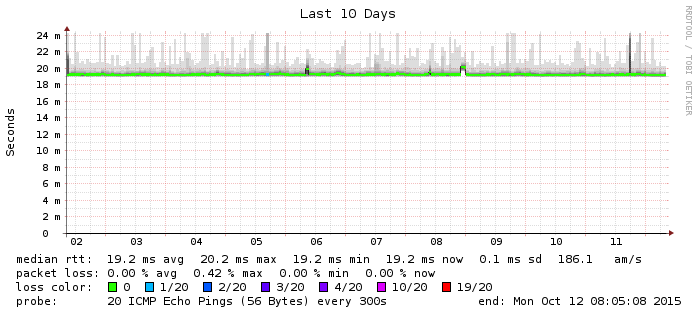 Last 10 Days
RRDTOOL / TOBI OETIKER
Seconds
24 m
22 m
20 m
18 m
16 m
14 m
12 m
10 m
8 m
6 m
4 m
2 m
0
02 03 04 05 06 07 08 09 10 11
median rtt: 19.2 ms avg 20.2 ms max 19.2 ms min 19.2 ms now 0.1 ms sd 186.1 am/s
packet loss: 0.00 % avg 0.42 % max 0.00 % min 0.00 % now
loss color: 0 1/20 2/20 3/20 4/20 10/20 19/20
probe: 20 ICMP Echo Pings (56 Bytes) every 300s end: Mon Oct 12 08:05:08 2015